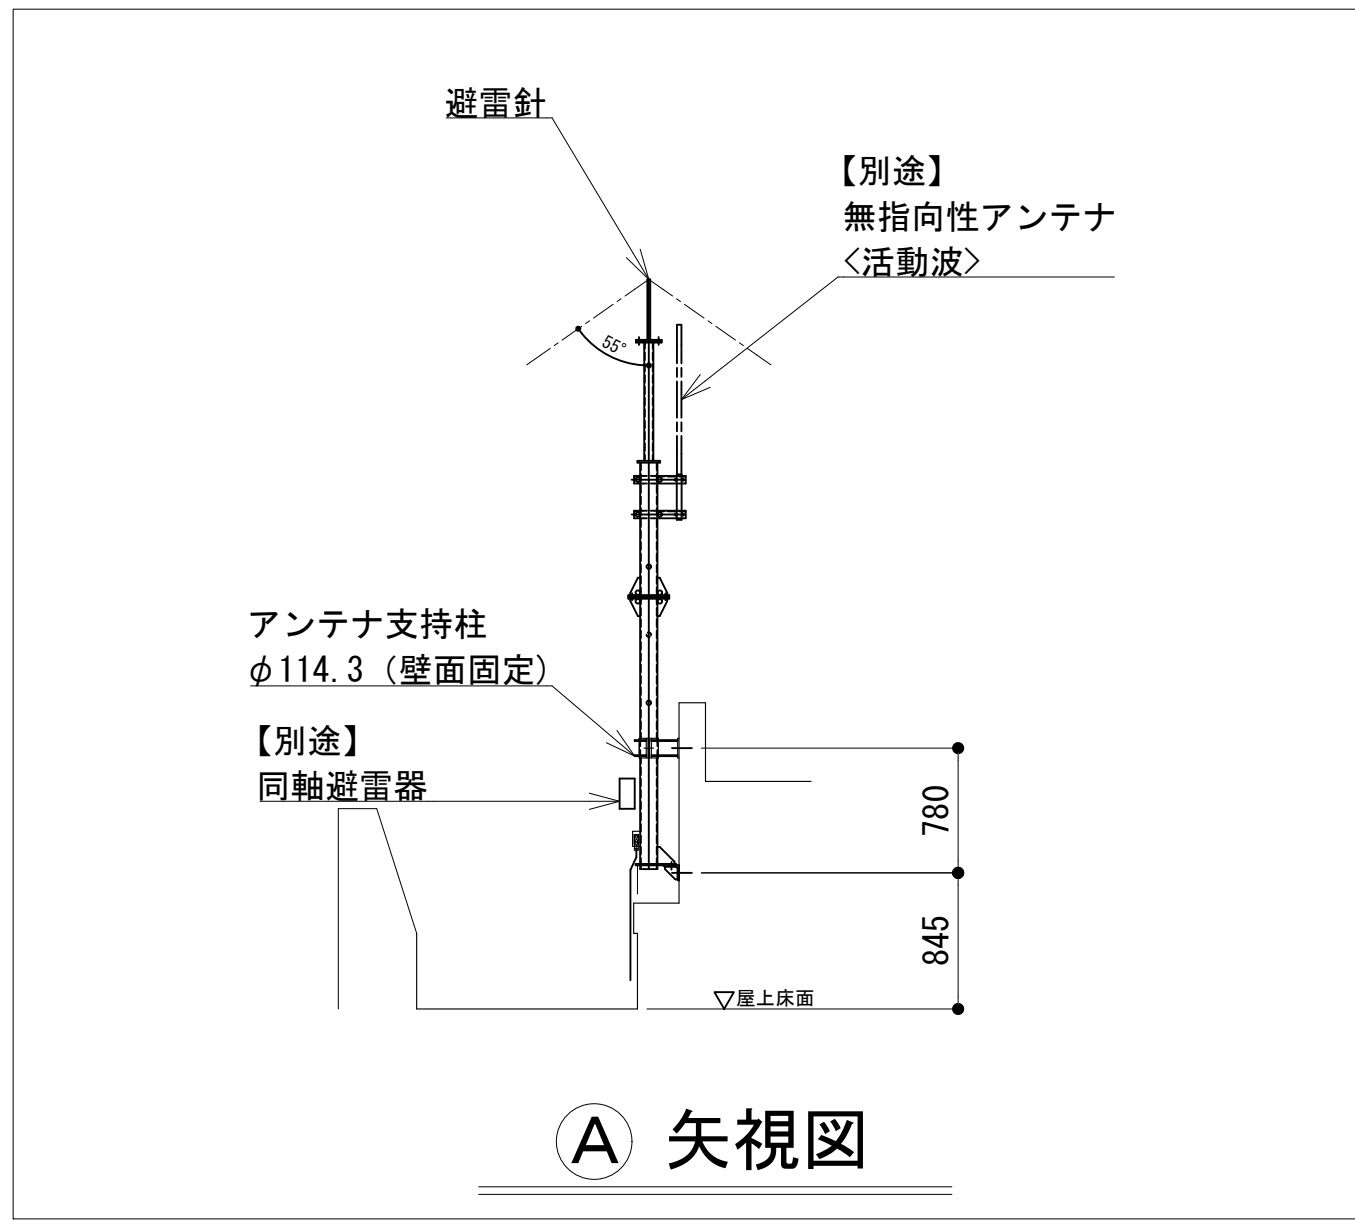 避雷針
【別途】
無指向性アンテナ
<活動波>
55°
アンテナ支持柱
φ114.3 (壁面固定)
【別途】
同軸避雷器
780
845
▽屋上床面
Ⓐ 矢視図